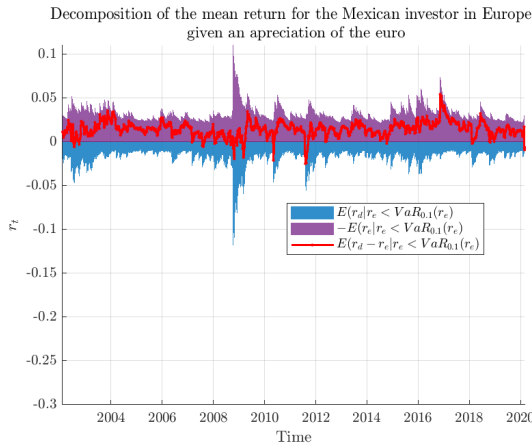 Decomposition of the mean return for the Mexican investor in Europe
given an apreciation of the euro
0.1
0.05
0
-0.05
-0.1
-0.15
-0.2
-0.25
-0.3
r_t
E(r_d|r_e < VaR_{0.1}(r_e)
-E(r_e|r_e < VaR_{0.1}(r_e)
E(r_d - r_e|r_e < VaR_{0.1}(r_e)
2004 2006 2008 2010 2012 2014 2016 2018 2020
Time